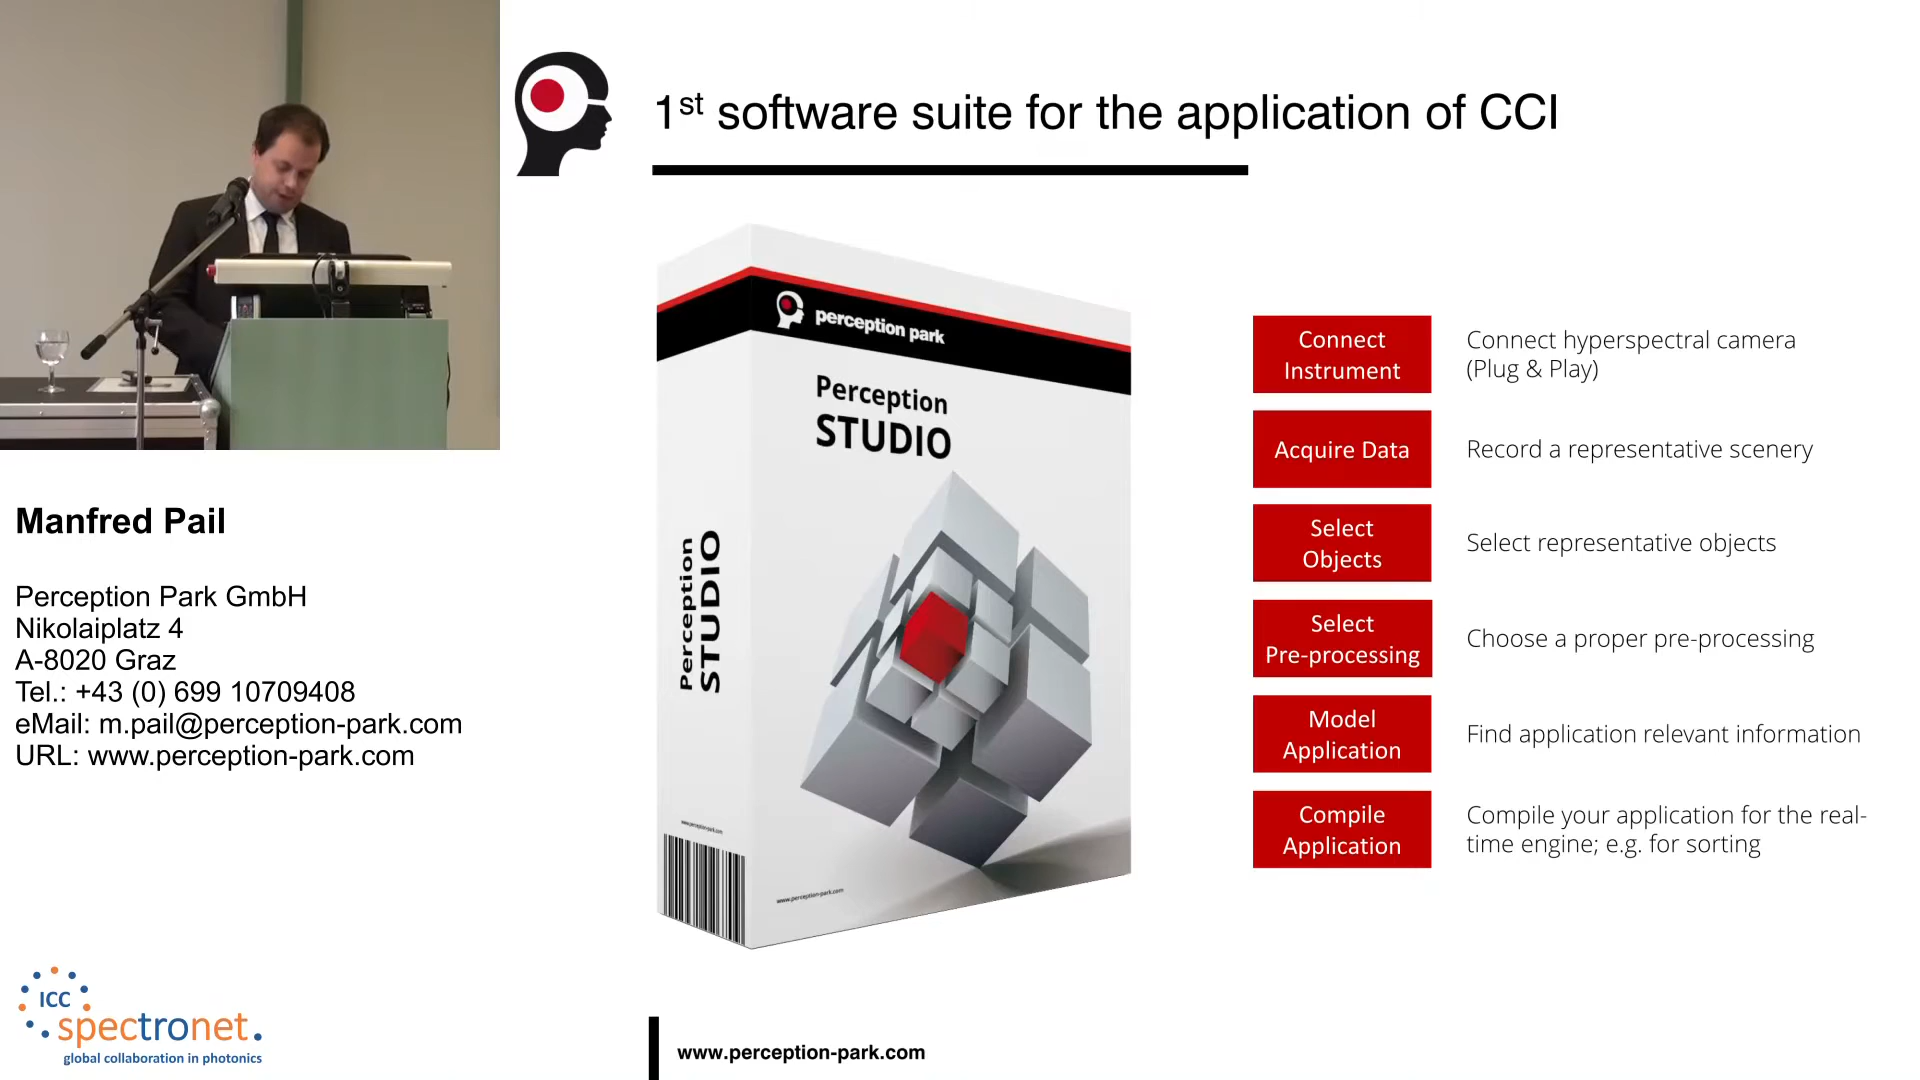 1st software suite for the application of CCI
perception park
Perception
STUDIO
Perception
STUDIO
www.perception-park.com
www.perception-park.com
Connect
Instrument
Connect hyperspectral camera
(Plug & Play)
Acquire Data
Record a representative scenery
Select
Objects
Select representative objects
Select
Pre-processing
Choose a proper pre-processing
Model
Application
Find application relevant information
Compile
Application
Compile your application for the real-
time engine; e.g. for sorting
Manfred Pail
Perception Park GmbH
Nikolaiplatz 4
A-8020 Graz
Tel.: +43 (0) 699 10709408
eMail: m.pail@perception-park.com
URL: www.perception-park.com
ICC
spectronet.
global collaboration in photonics
www.perception-park.com